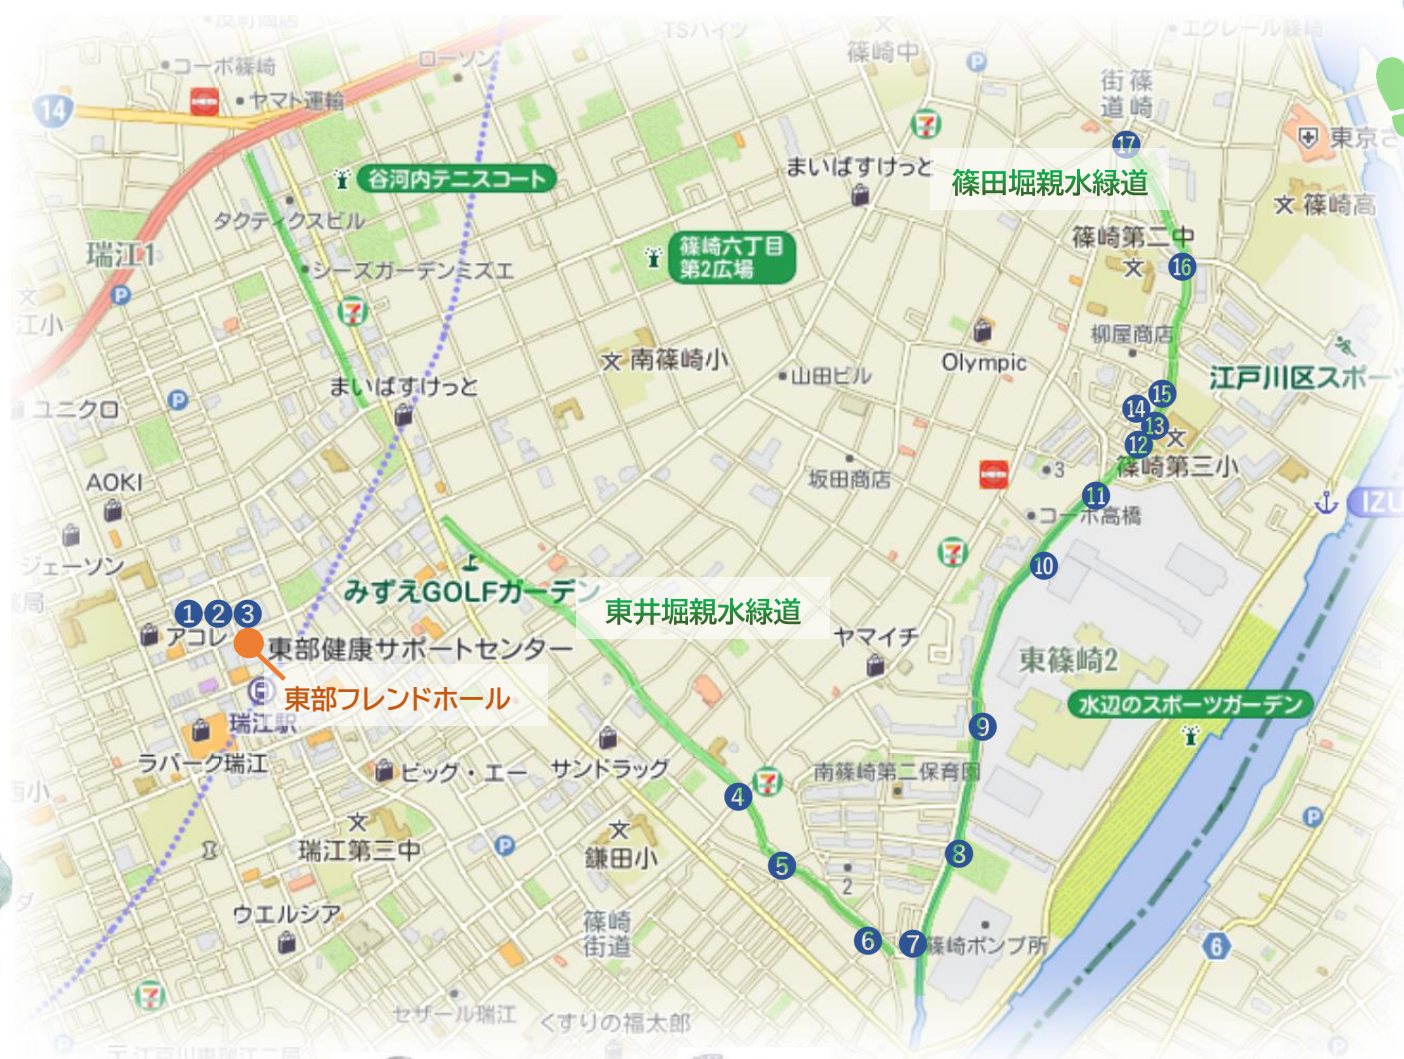 TSハイツ
エクレール篠崎
篠崎中
コーポ篠崎
ローソン
ヤマト運輸
14
街篠
道崎
東京さ
17
まいばすけっと
谷河内テニスコート
篠田堀親水緑道
篠崎高
タクティクスビル
瑞江1
篠崎六丁目
第2広場
篠崎第二中
16
シーズガーデンミズエ
江小
柳屋商店
南篠崎小
山田ビル
Olympic
江戸川区スポーツ
まいばすけっと
ユニクロ
15
14
13
12
AOKI
坂田商店
3
篠崎第三小
11
コーポ高橋
IZU
ジェーソン
10
みずえGOLFガーデン
1 2 3
東井堀親水緑道
アコレ
東部健康サポートセンター
ヤマイチ
東篠崎2
東部フレンドホール
水辺のスポーツガーデン
瑞江駅
9
ラパーク瑞江
ビッグ・エー
サンドラッグ
南篠崎第二保育園
西小
4
瑞江第三中
鎌田小
5
8
2
ダ
ウエルシア
篠崎
街道
6
7
篠崎ポンプ所
6
セザール瑞江
くすりの福太郎